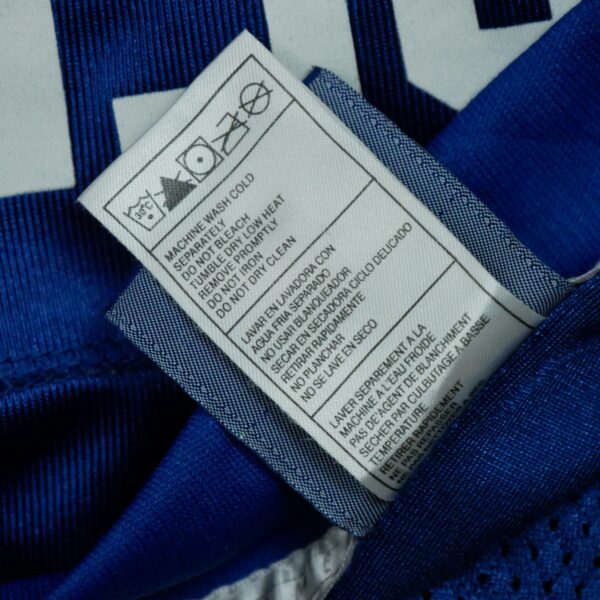 30°C
MACHINE WASH COLD
SEPARATELY
DO NOT BLEACH
TUMBLE DRY LOW HEAT
REMOVE PROMPTLY
DO NOT IRON
DO NOT DRY CLEAN
LAVAR EN LAVADORA CON
AGUA FRIA SEPARADO
NO USAR BLANQUEADOR
SECAR EN SECADORA CICLO DELICADO
RETIRAR RAPIDAMENTE
NO PLANCHAR
NO SE LAVE EN SECO
LAVER SEPAREMENT A LA
MACHINE A L'EAU FROIDE
PAS DE AGENT DE BLANCHIMENT
SECHER PAR CULBUTAGE A BASSE
TEMPERATURE
RETIRER RAPIDEMENT
NE PAS REPASSER